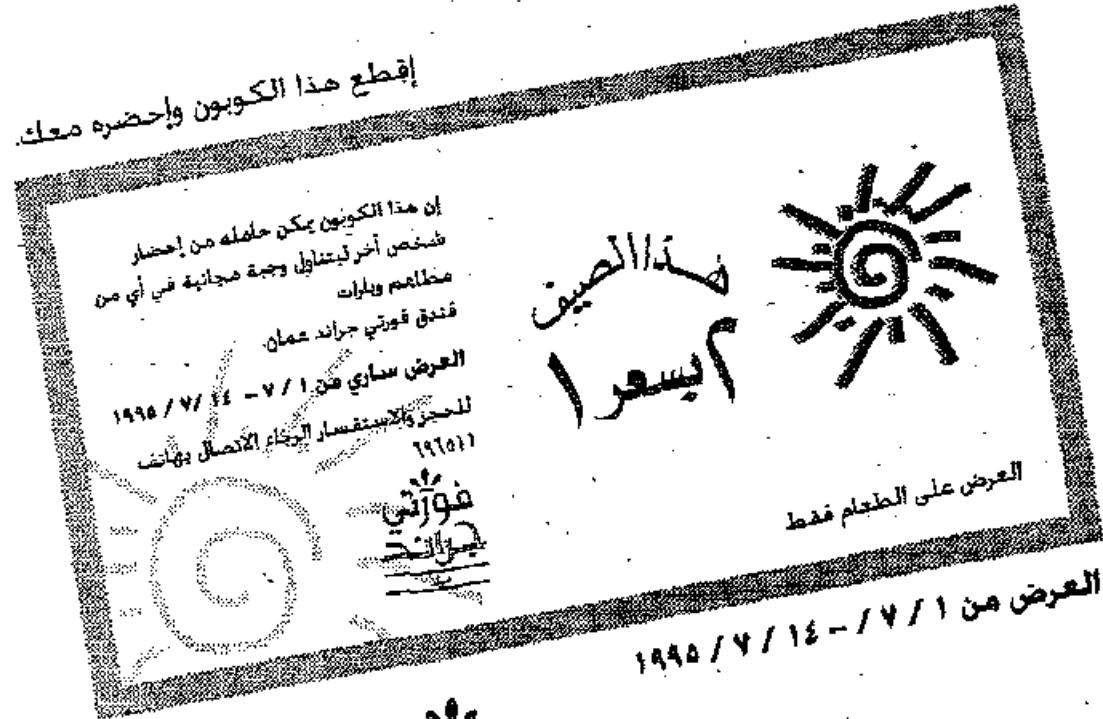 إقطع هذا الكوبون وإحضره معك.
هذا الصيف
٢ بسعر ١
العرض على الطعام فقط
إن هذا الكوبون يمكن حامله من إحضار
شخص أخر ليتناول وجبة مجانية في أي من
مطاعم وبارات
فندق فورتي جراند عمان.
العرض ساري من ١ / ٧ – ١٤ / ٧ / ١٩٩٥
للحجز والاستفسار الرجاء الاتصال بهاتف
٦٩٦٥١١
فورتي
جراند
العرض من ١ / ٧ / – ١٤ / ٧ / ١٩٩٥